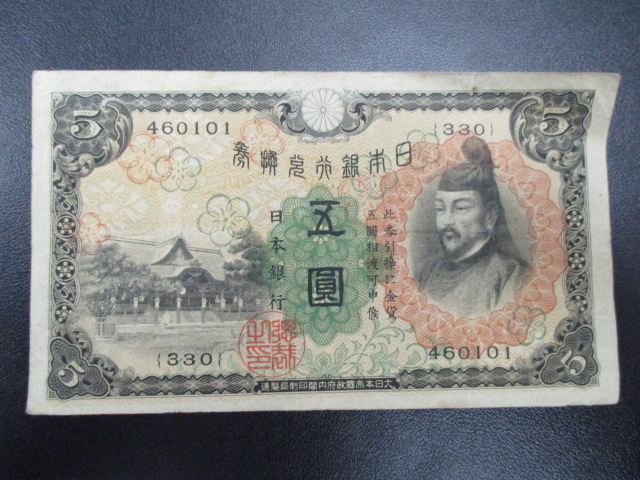 5
5
460101
{330}
日本銀行兌換券
五圓
日本銀行
此券引換に金貨
五圓相渡可申候
{330}
460101
5
5
大日本帝國政府内閣印刷局製造